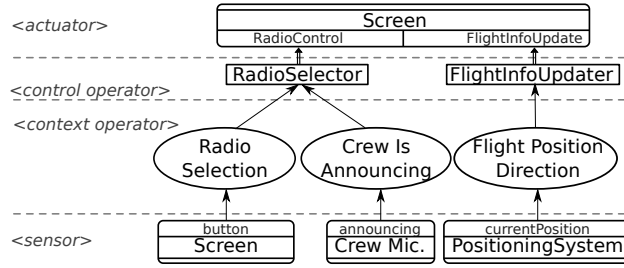 <actuator>
Screen
RadioControl FlightInfoUpdate
RadioSelector FlightInfoUpdater
<control operator>
<context operator>
Radio Selection
Crew Is Announcing
Flight Position Direction
button announcing currentPosition
<sensor> Screen Crew Mic. PositioningSystem